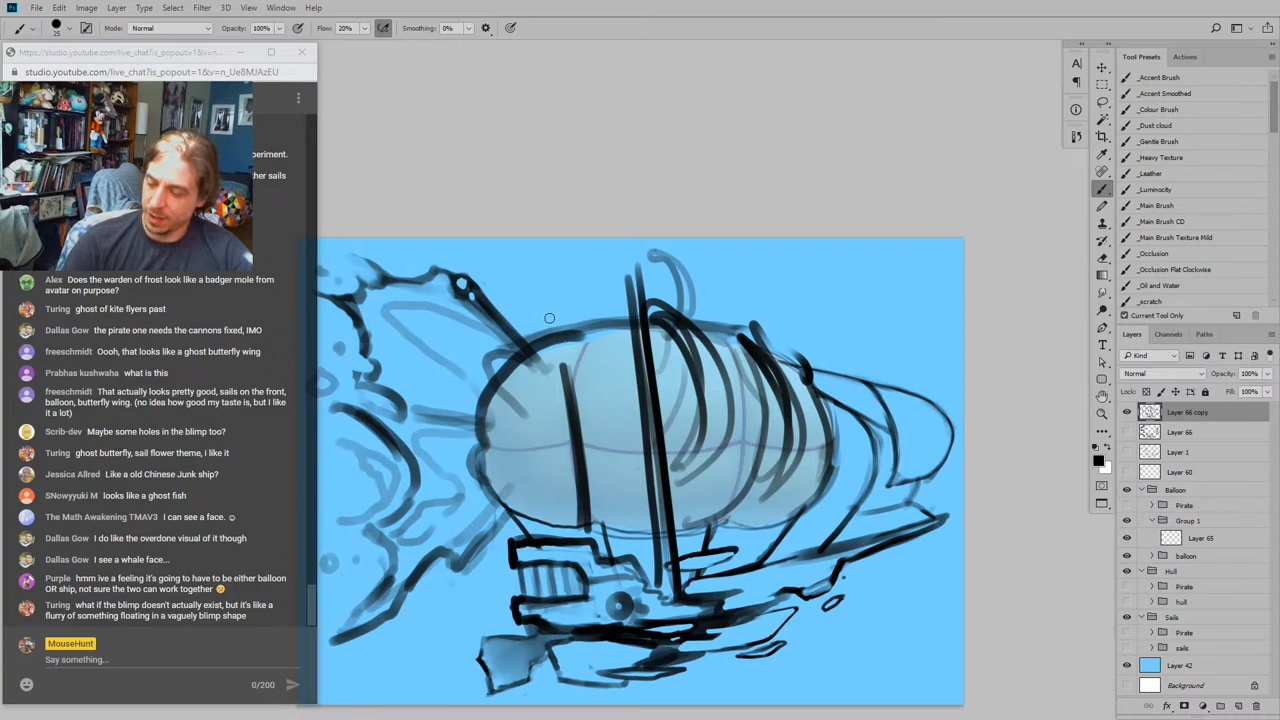 File Edit Image Layer Type Select Filter 3D View Window Help
25 Mode: Normal Opacity: 100% Flow: 20% Smoothing: 0%
https://studio.youtube.com/live_chat?is_popout=1&v=n_...
studio.youtube.com/live_chat?is_popout=1&v=n_Ue8MJAzEU
periment.
her sails
Alex Does the warden of frost look like a badger mole from
avatar on purpose?
Turing ghost of kite flyers past
Dallas Gow the pirate one needs the cannons fixed, IMO
freeschmidt Oooh, that looks like a ghost butterfly wing
Prabhas kushwaha what is this
freeschmidt That actually looks pretty good, sails on the front,
balloon, butterfly wing. (no idea how good my taste is, but I like
it a lot)
Scrib-dev Maybe some holes in the blimp too?
Turing ghost butterfly, sail flower theme, i like it
Jessica Allred Like a old Chinese Junk ship?
SNowyyuki M looks like a ghost fish
The Math Awakening TMAV3 I can see a face. ☺
Dallas Gow I do like the overdone visual of it though
Dallas Gow I see a whole face...
Purple hmm ive a feeling it's going to have to be either balloon
OR ship, not sure the two can work together 😕
Turing what if the blimp doesn't actually exist, but it's like a
flurry of something floating in a vaguely blimp shape
MouseHunt
Say something...
0/200
Tool Presets Actions
_Accent Brush
_Accent Smoothed
_Colour Brush
_Dust cloud
_Gentle Brush
_Heavy Texture
_Leather
_Luminocity
_Main Brush
_Main Brush CD
_Main Brush Texture Mild
_Occlusion
_Occlusion Flat Clockwise
_Oil and Water
_scratch
Current Tool Only
Layers Channels Paths
Kind
Normal Opacity: 100%
Lock: Fill: 100%
Layer 66 copy
Layer 66
Layer 1
Layer 60
Balloon
Pirate
Group 1
Layer 65
balloon
Hull
Pirate
hull
Sails
Pirate
sails
Layer 42
Background